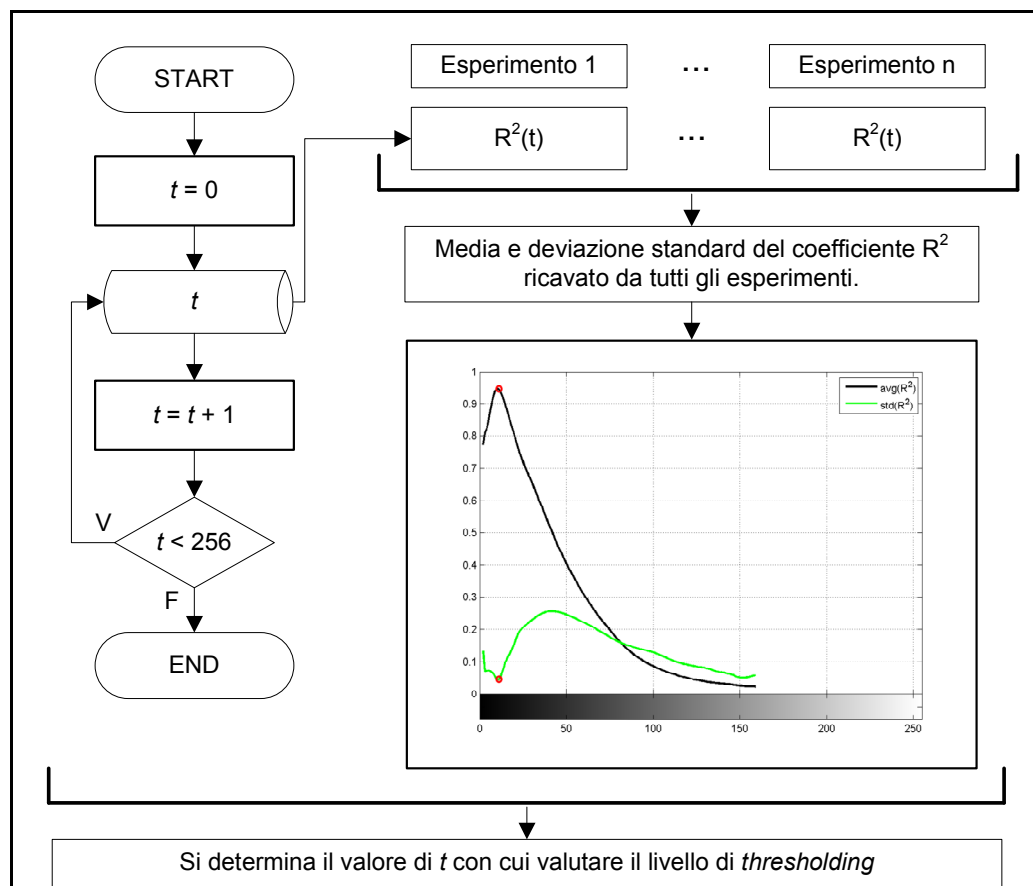 START
t = 0
t
t = t + 1
V
t < 256
F
END
Esperimento 1
...
Esperimento n
R²(t)
...
R²(t)
Media e deviazione standard del coefficiente R²
ricavato da tutti gli esperimenti.
1
0.9
0.8
0.7
0.6
0.5
0.4
0.3
0.2
0.1
0
avg(R²)
std(R²)
0
50
100
150
200
250
Si determina il valore di t con cui valutare il livello di thresholding